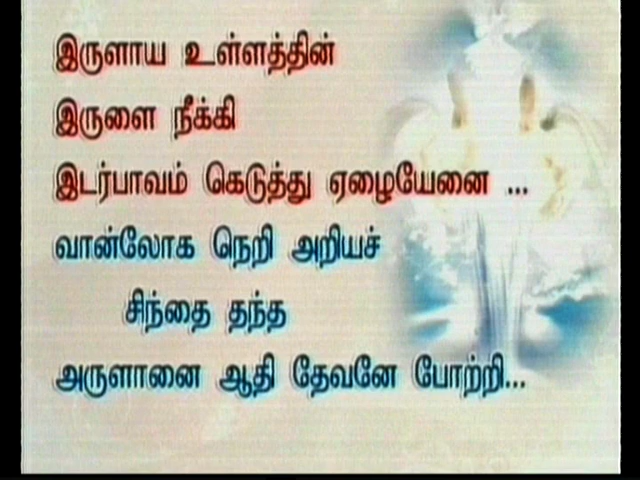 இருளாய உள்ளத்தின்
இருளை நீக்கி
இடர்பாவம் கெடுத்து ஏழையேனை ...
வான்லோக நெறி அறியச்
சிந்தை தந்த
அருளானை ஆதி தேவனே போற்றி...